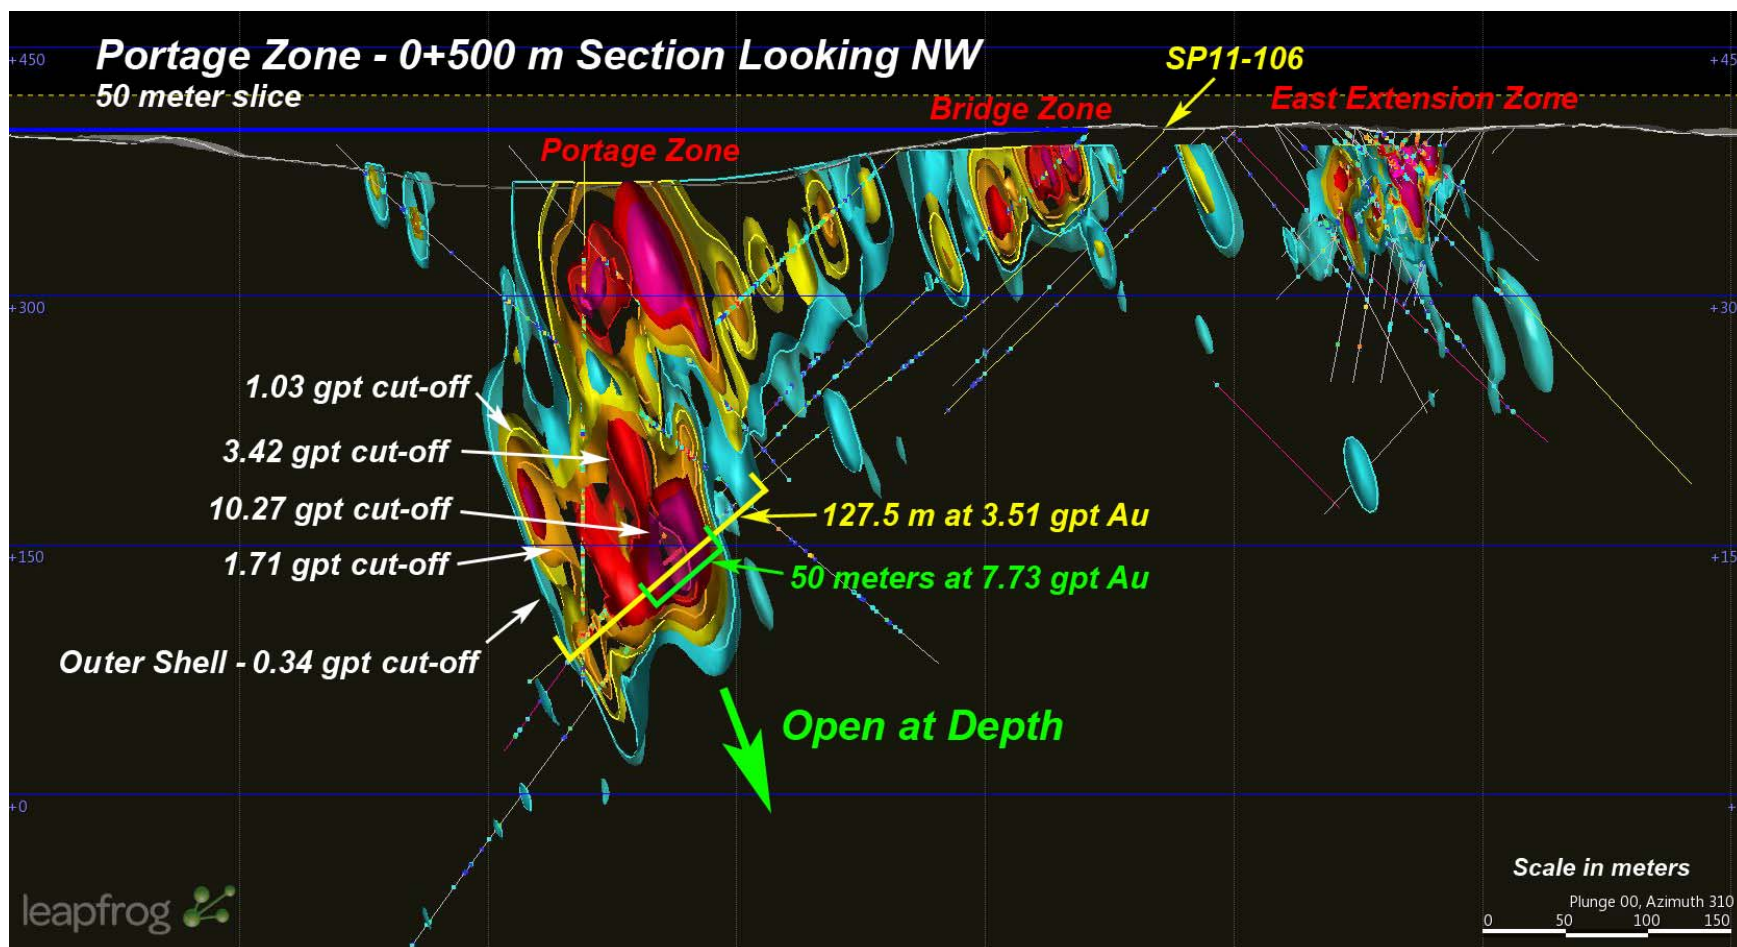 Portage Zone - 0+500 m Section Looking NW
50 meter slice
+450
SP11-106
+45
Bridge Zone
East Extension Zone
Portage Zone
+300
+30
1.03 gpt cut-off
3.42 gpt cut-off
10.27 gpt cut-off
127.5 m at 3.51 gpt Au
+150
+15
1.71 gpt cut-off
50 meters at 7.73 gpt Au
Outer Shell - 0.34 gpt cut-off
Open at Depth
+0
+
Scale in meters
Plunge 00, Azimuth 310
leapfrog
0 50 100 150